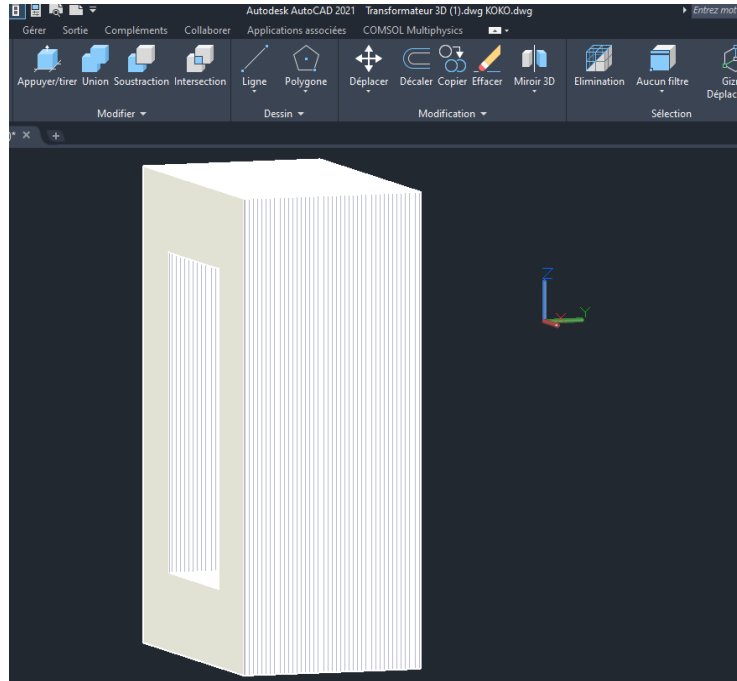 Autodesk AutoCAD 2021 Transformateur 3D (1).dwg KOKO.dwg
Entrez mot
Gérer Sortie Compléments Collaborer Applications associées COMSOL Multiphysics
Appuyer/tirer Union Soustraction Intersection Ligne Polygone Déplacer Décaler Copier Effacer Miroir 3D Elimination Aucun filtre
Déplac
Modifier Dessin Modification Sélection
Z
X Y